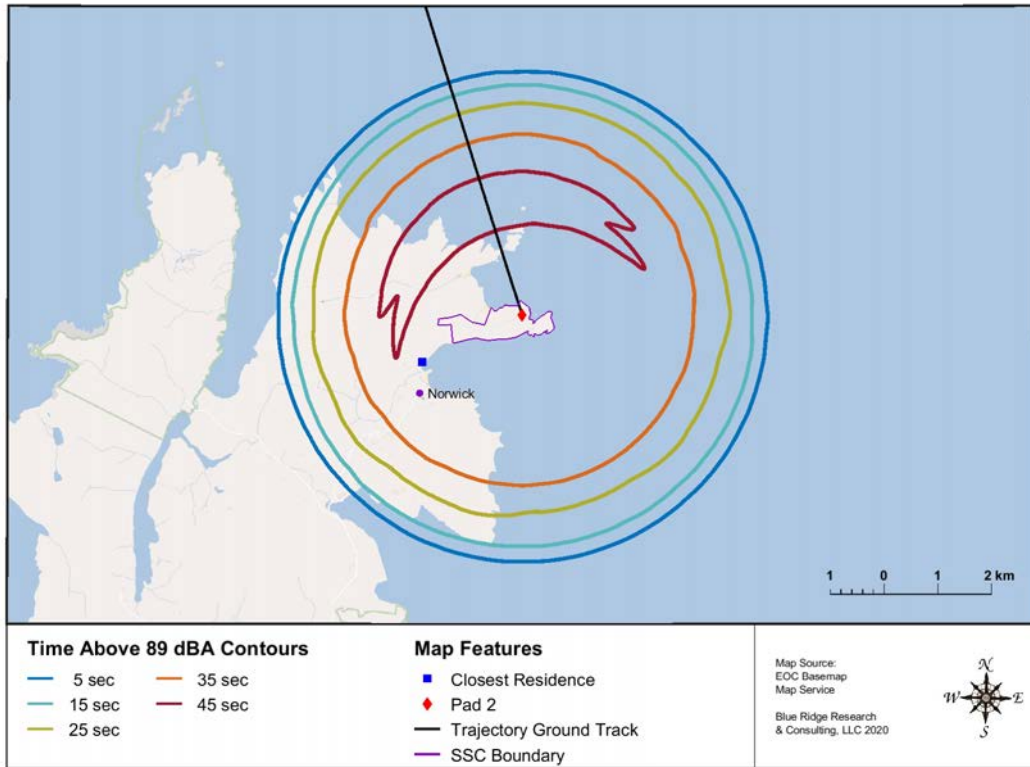 Norwick
1 0 1 2 km
Time Above 89 dBA Contours
5 sec
15 sec
25 sec
35 sec
45 sec
Map Features
Closest Residence
Pad 2
Trajectory Ground Track
SSC Boundary
Map Source:
EOC Basemap
Map Service
Blue Ridge Research
& Consulting, LLC 2020
N
W E
S